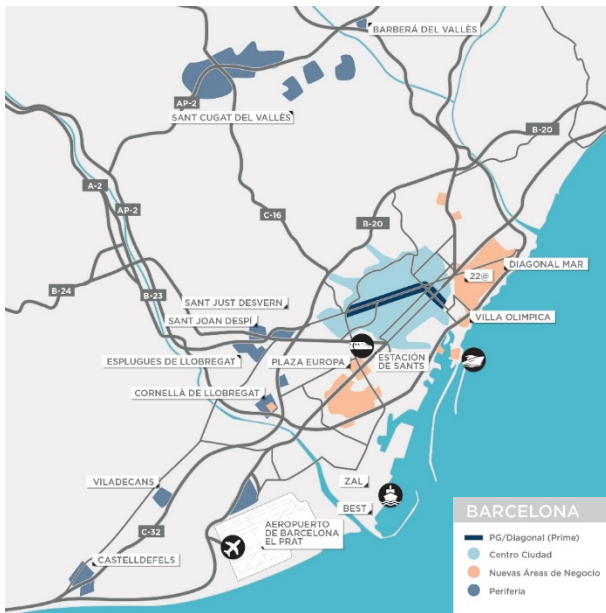 BARBERÁ DEL VALLÈS
AP-2
SANT CUGAT DEL VALLÈS
B-20
A-2
AP-2
C-16
B-20
DIAGONAL MAR
22@
B-24
B-23
SANT JUST DESVERN
SANT JOAN DESPÍ
VILLA OLIMPICA
ESPLUGUES DE LLOBREGAT
PLAZA EUROPA
ESTACIÓN
DE SANTS
CORNELLÀ DE LLOBREGAT
VILADECANS
ZAL
BEST
C-32
AEROPUERTO
DE BARCELONA
EL PRAT
CASTELLDEFELS
BARCELONA
PG/Diagonal (Prime)
Centro Ciudad
Nuevas Áreas de Negocio
Periferia